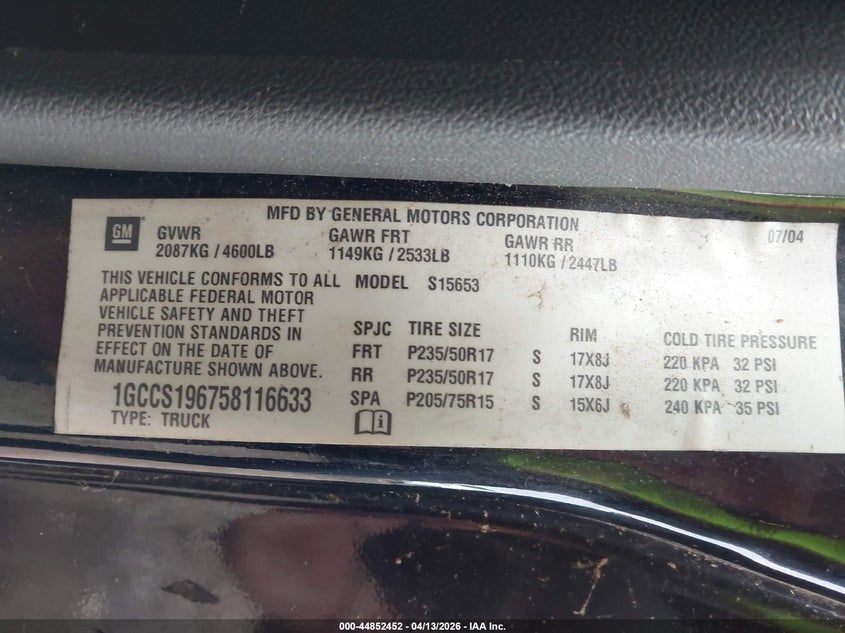 MFD BY GENERAL MOTORS CORPORATION
GM
GVWR GAWR FRT GAWR RR 07/04
2087KG / 4600LB 1149KG / 2533LB 1110KG / 2447LB
THIS VEHICLE CONFORMS TO ALL
APPLICABLE FEDERAL MOTOR
VEHICLE SAFETY AND THEFT
PREVENTION STANDARDS IN
EFFECT ON THE DATE OF
MANUFACTURE SHOWN ABOVE.
1GCCS196758116633
TYPE: TRUCK
MODEL S15653
SPJC TIRE SIZE RIM COLD TIRE PRESSURE
FRT P235/50R17 S 17X8J 220 KPA 32 PSI
RR P235/50R17 S 17X8J 220 KPA 32 PSI
SPA P205/75R15 S 15X6J 240 KPA 35 PSI
000-44852452 | 04/13/2026 - IAA Inc.